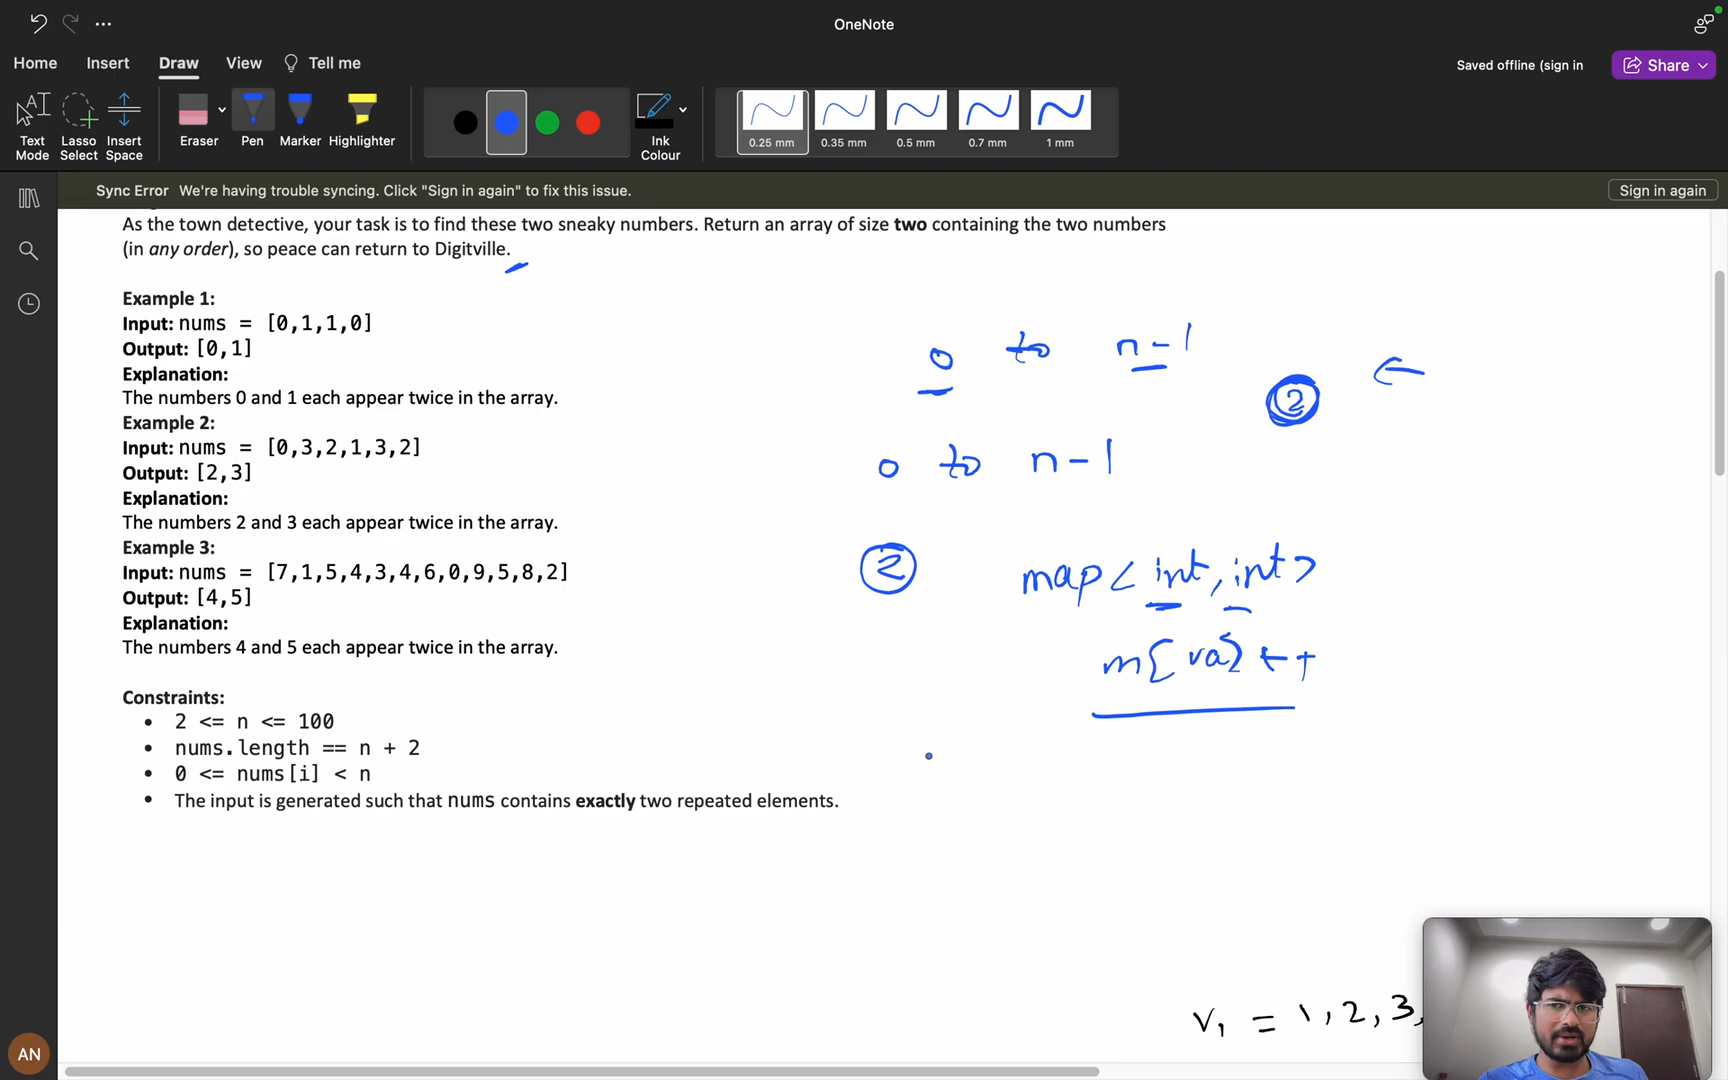 OneNote
Home Insert Draw View Tell me
Saved offline (sign in
Share
Text Mode
Lasso Select
Insert Space
Eraser
Pen
Marker
Highlighter
Ink Colour
0.25 mm
0.35 mm
0.5 mm
0.7 mm
1 mm
Sync Error We're having trouble syncing. Click "Sign in again" to fix this issue.
Sign in again
As the town detective, your task is to find these two sneaky numbers. Return an array of size two containing the two numbers
(in any order), so peace can return to Digitville.
Example 1:
Input: nums = [0,1,1,0]
Output: [0,1]
Explanation:
The numbers 0 and 1 each appear twice in the array.
Example 2:
Input: nums = [0,3,2,1,3,2]
Output: [2,3]
Explanation:
The numbers 2 and 3 each appear twice in the array.
Example 3:
Input: nums = [7,1,5,4,3,4,6,0,9,5,8,2]
Output: [4,5]
Explanation:
The numbers 4 and 5 each appear twice in the array.
Constraints:
• 2 <= n <= 100
• nums.length == n + 2
• 0 <= nums[i] < n
• The input is generated such that nums contains exactly two repeated elements.
0 to n-1
2
0 to n-1
2
map<int,int>
m[va]++
v1 = 1,2,3,
AN